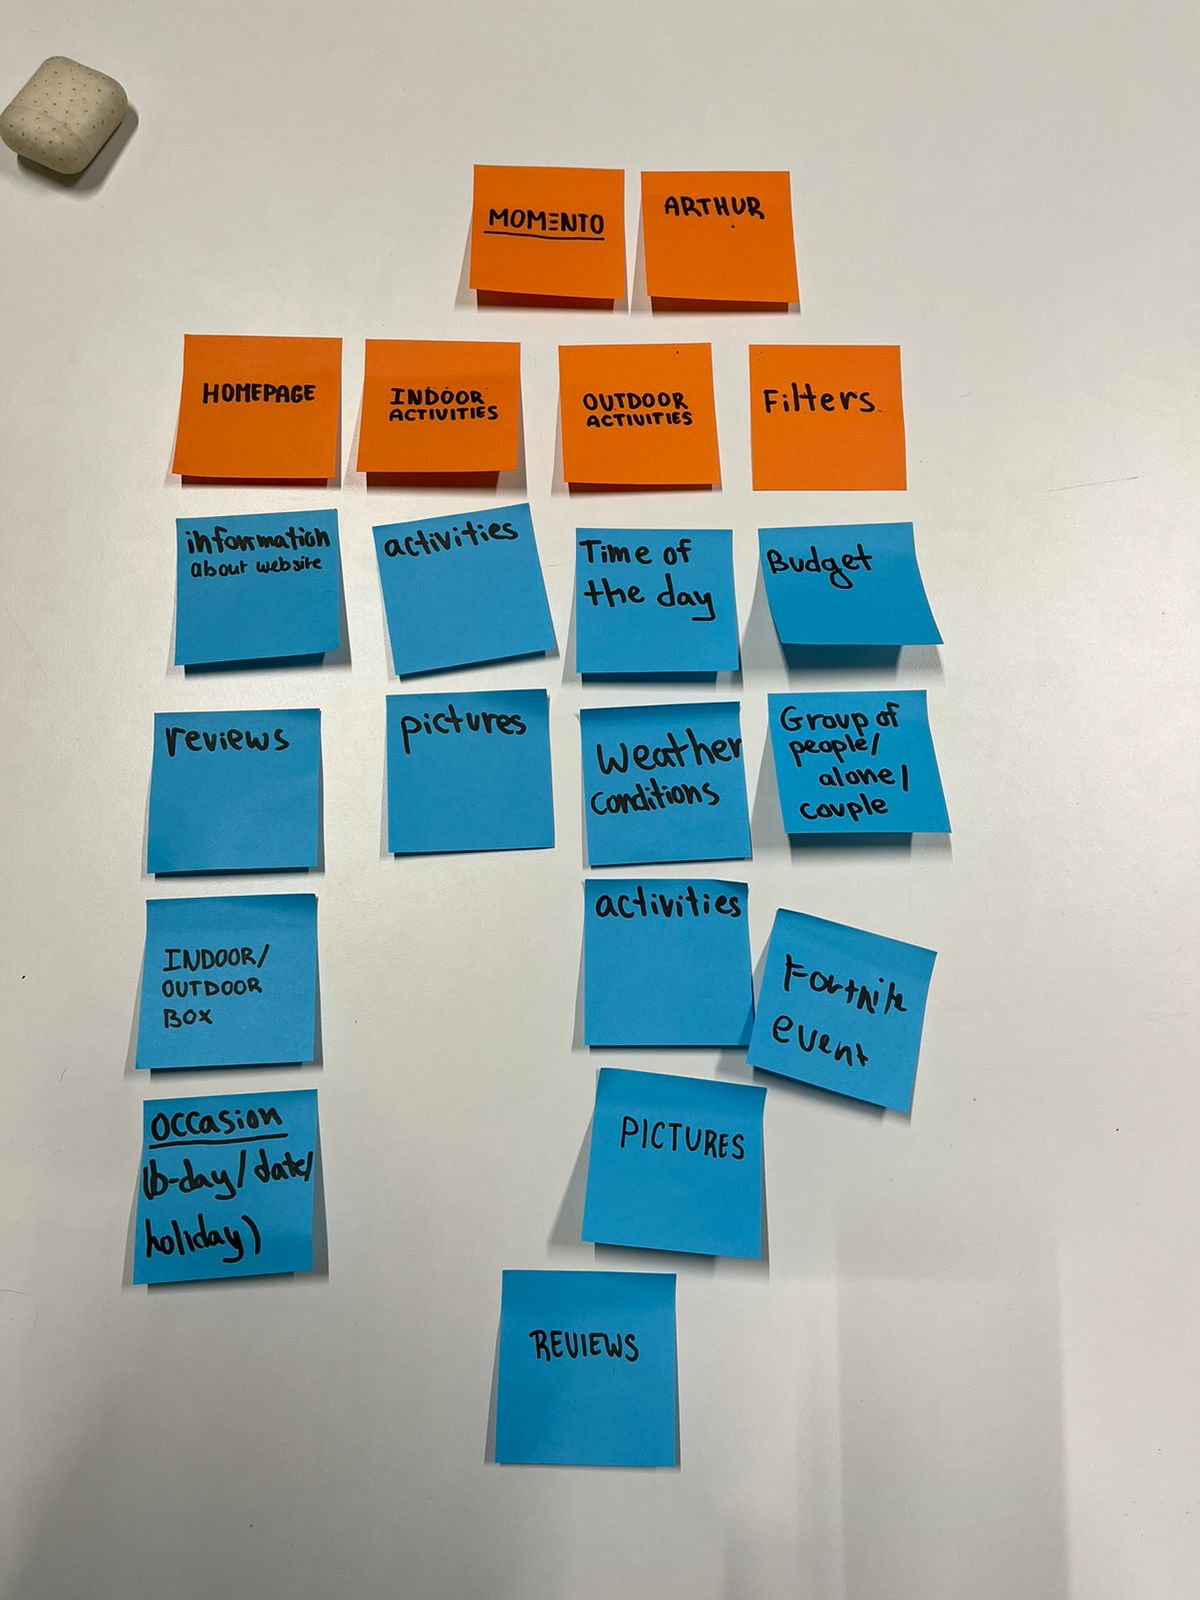 MOMENTO
ARTHUR
HOMEPAGE
INDOOR
ACTIVITIES
OUTDOOR
ACTIVITIES
Filters
information
about website
activities
Time of
the day
Budget
reviews
pictures
Weather
conditions
Group of
people/
alone/
couple
INDOOR/
OUTDOOR
BOX
activities
Fortnite
event
occasion
(b-day/date/
holiday)
PICTURES
REVIEWS